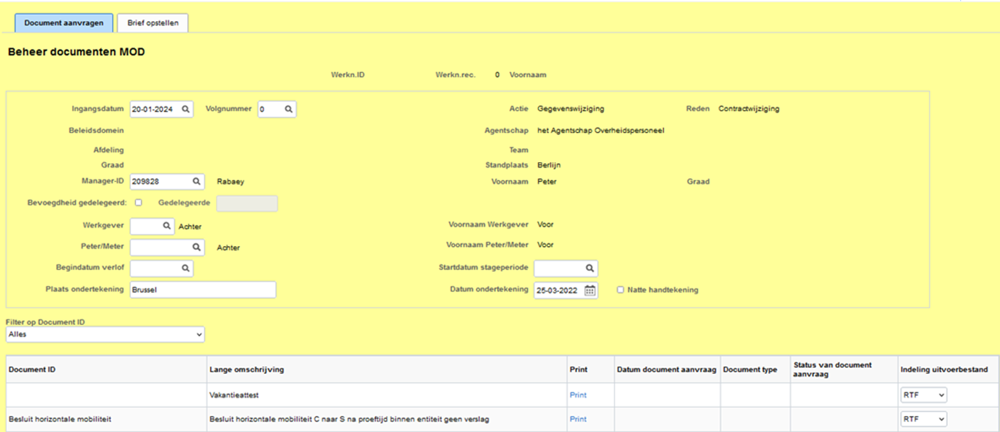 Document aanvragen Brief opstellen
Beheer documenten MOD
Werkn.ID Werkn.rec. 0 Voornaam
Ingangsdatum 20-01-2024 Volgnummer 0 Actie Gegevenswijziging Reden Contractwijziging
Beleidsdomein Agentschap het Agentschap Overheidspersoneel
Afdeling Team
Graad Standplaats Berlijn
Manager-ID 209828 Rabaey Voornaam Peter Graad
Bevoegdheid gedelegeerd: Gedelegeerde
Werkgever Achter Voornaam Werkgever Voor
Peter/Meter Achter Voornaam Peter/Meter Voor
Begindatum verlof Startdatum stageperiode
Plaats ondertekening Brussel Datum ondertekening 25-03-2022 Natte handtekening
Filter op Document ID
Alles
Document ID Lange omschrijving Print Datum document aanvraag Document type Status van document aanvraag Indeling uitvoerbestand
Vakantieattest Print RTF
Besluit horizontale mobiliteit Besluit horizontale mobiliteit C naar S na proeftijd binnen entiteit geen verslag Print RTF